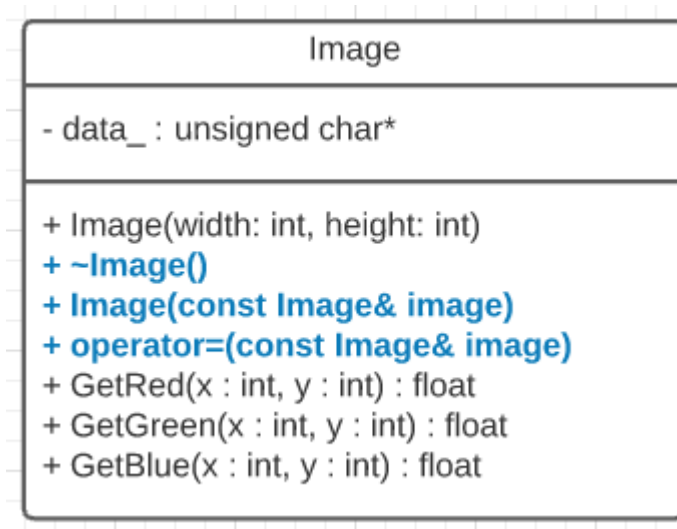 Image
- data_ : unsigned char*
+ Image(width: int, height: int)
+ ~Image()
+ Image(const Image& image)
+ operator=(const Image& image)
+ GetRed(x : int, y : int) : float
+ GetGreen(x : int, y : int) : float
+ GetBlue(x : int, y : int) : float